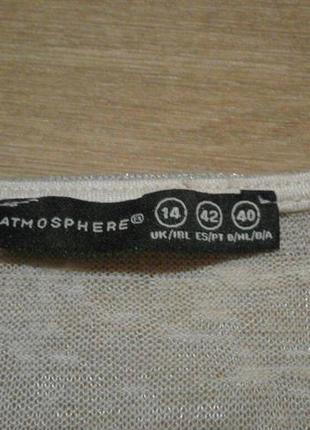 ATMOSPHERE 14 42 40
UK/IRL ES/PT D/NL/B/A